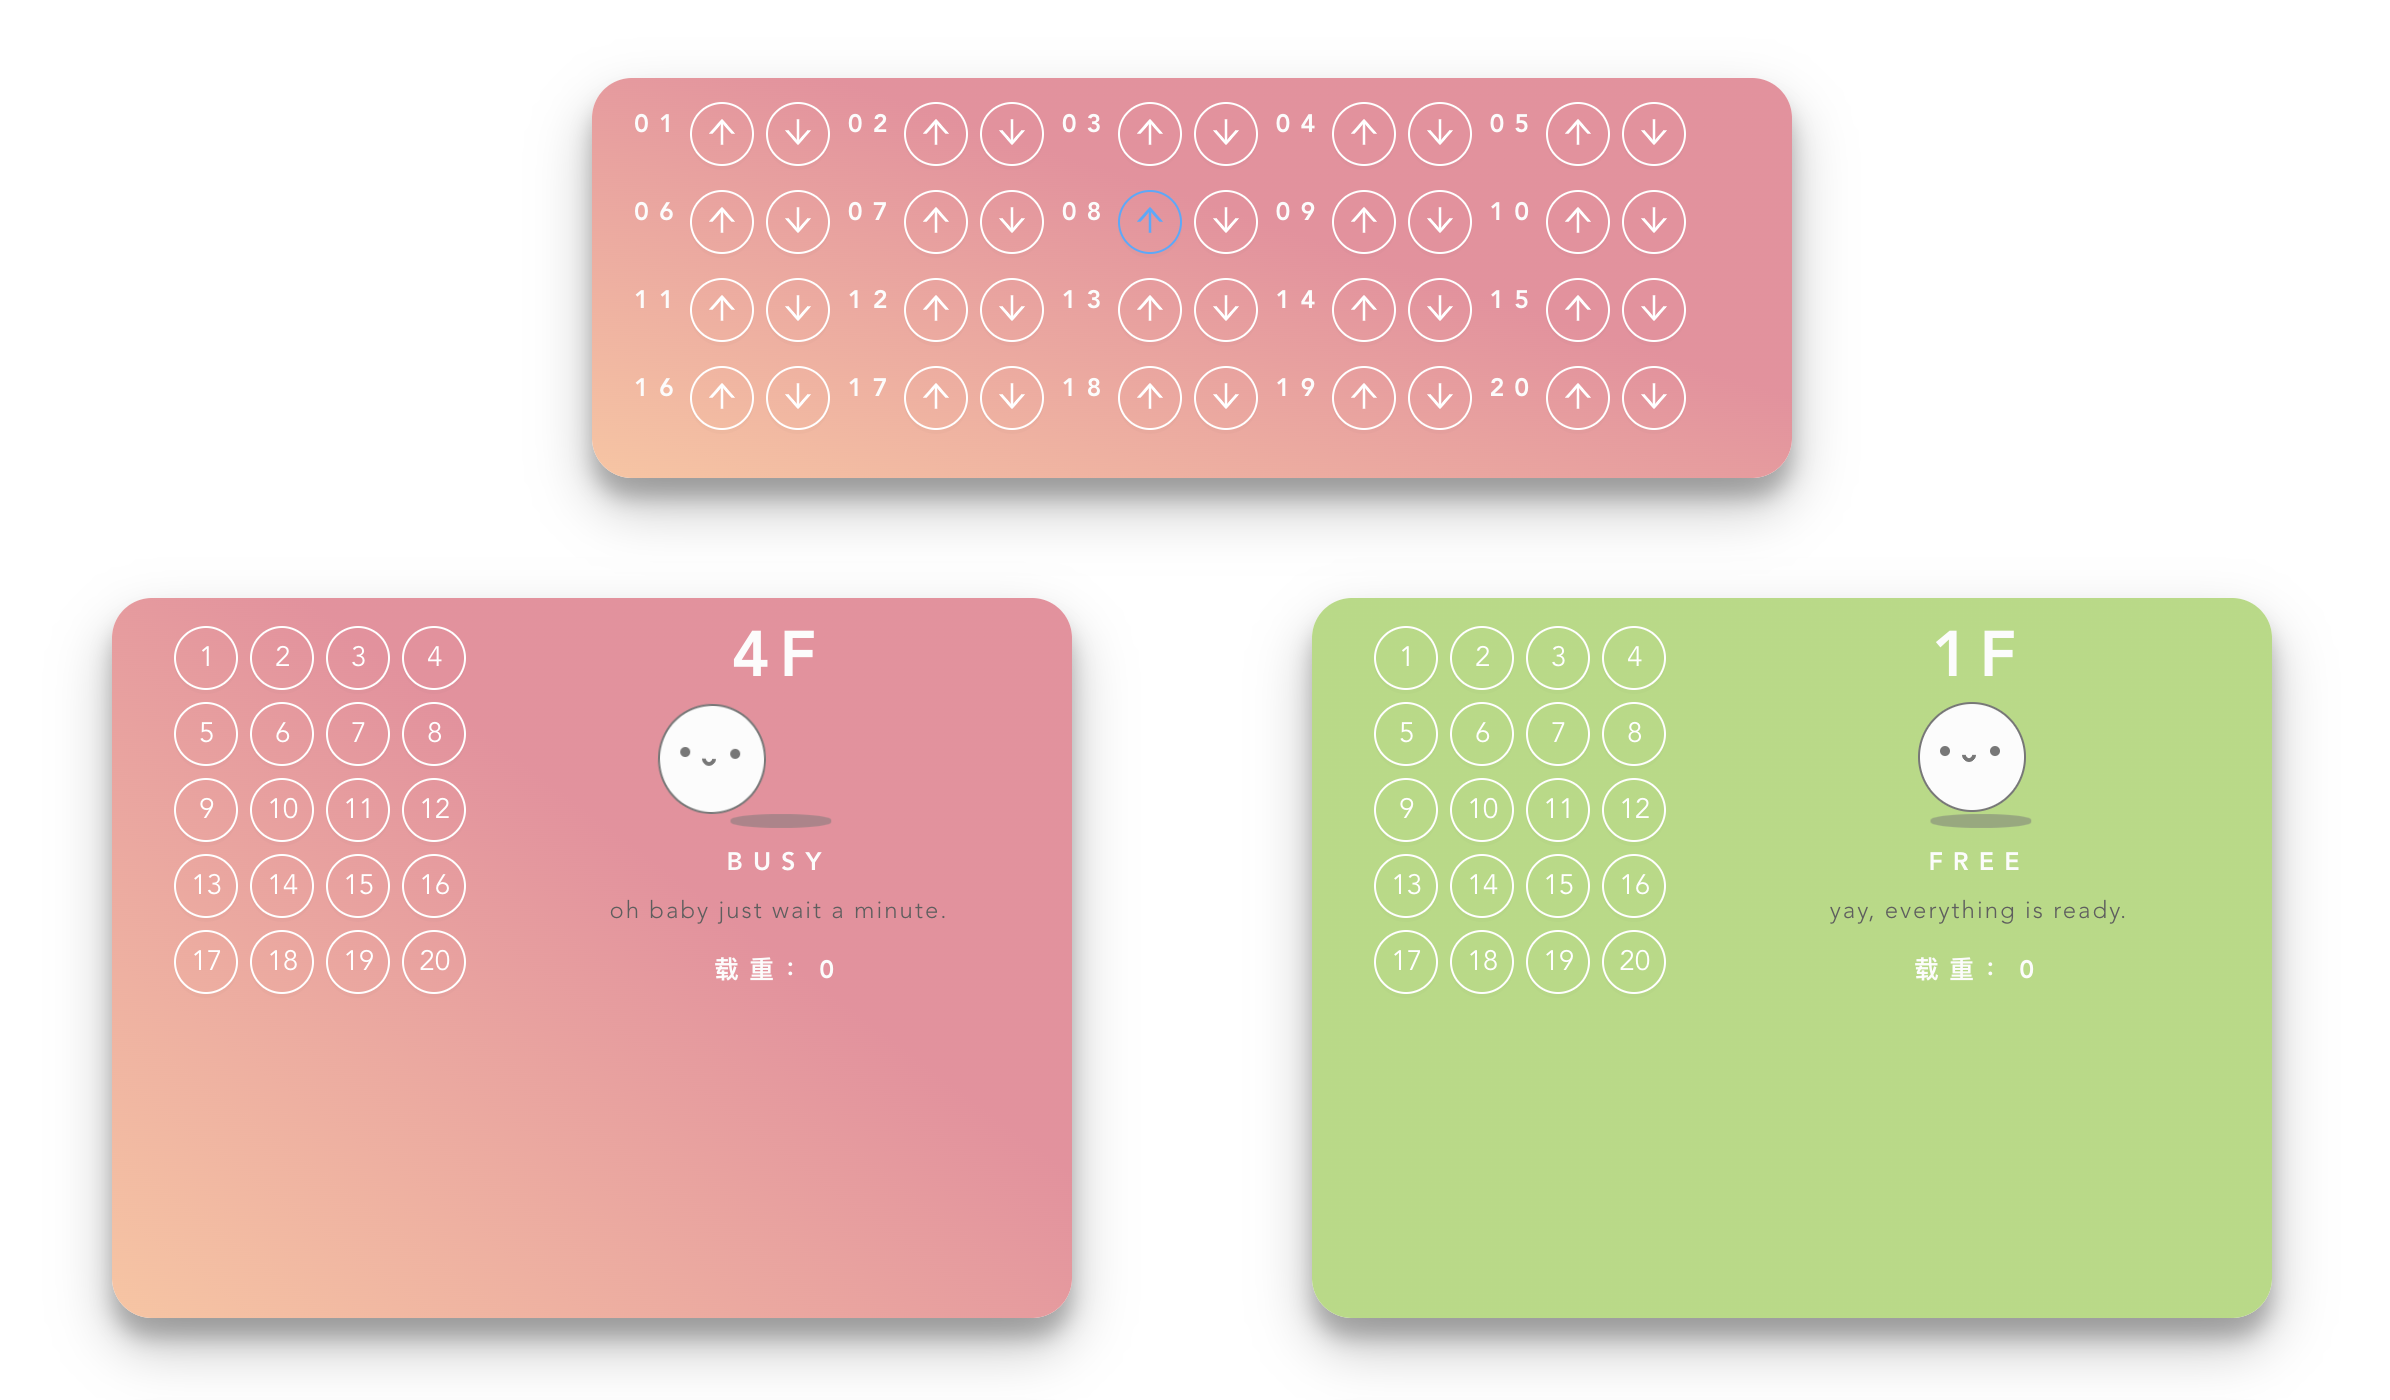 01 ↑ ↓ 02 ↑ ↓ 03 ↑ ↓ 04 ↑ ↓ 05 ↑ ↓
06 ↑ ↓ 07 ↑ ↓ 08 ↑ ↓ 09 ↑ ↓ 10 ↑ ↓
11 ↑ ↓ 12 ↑ ↓ 13 ↑ ↓ 14 ↑ ↓ 15 ↑ ↓
16 ↑ ↓ 17 ↑ ↓ 18 ↑ ↓ 19 ↑ ↓ 20 ↑ ↓
1 2 3 4
5 6 7 8
9 10 11 12
13 14 15 16
17 18 19 20
4F
BUSY
oh baby just wait a minute.
载重： 0
1 2 3 4
5 6 7 8
9 10 11 12
13 14 15 16
17 18 19 20
1F
FREE
yay, everything is ready.
载重： 0